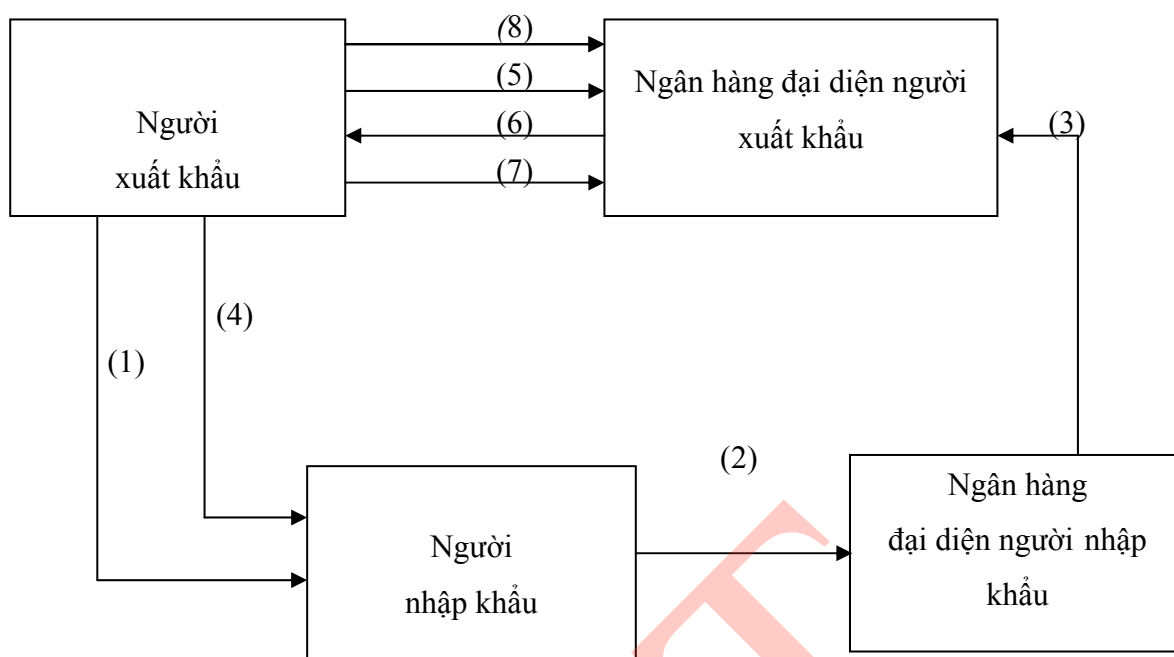 (8)
(5)
(6)
(7)
Người
xuất khẩu
Ngân hàng đại diện người
xuất khẩu
(3)
(4)
(1)
(2)
Người
nhập khẩu
Ngân hàng
đại diện người nhập
khẩu
T